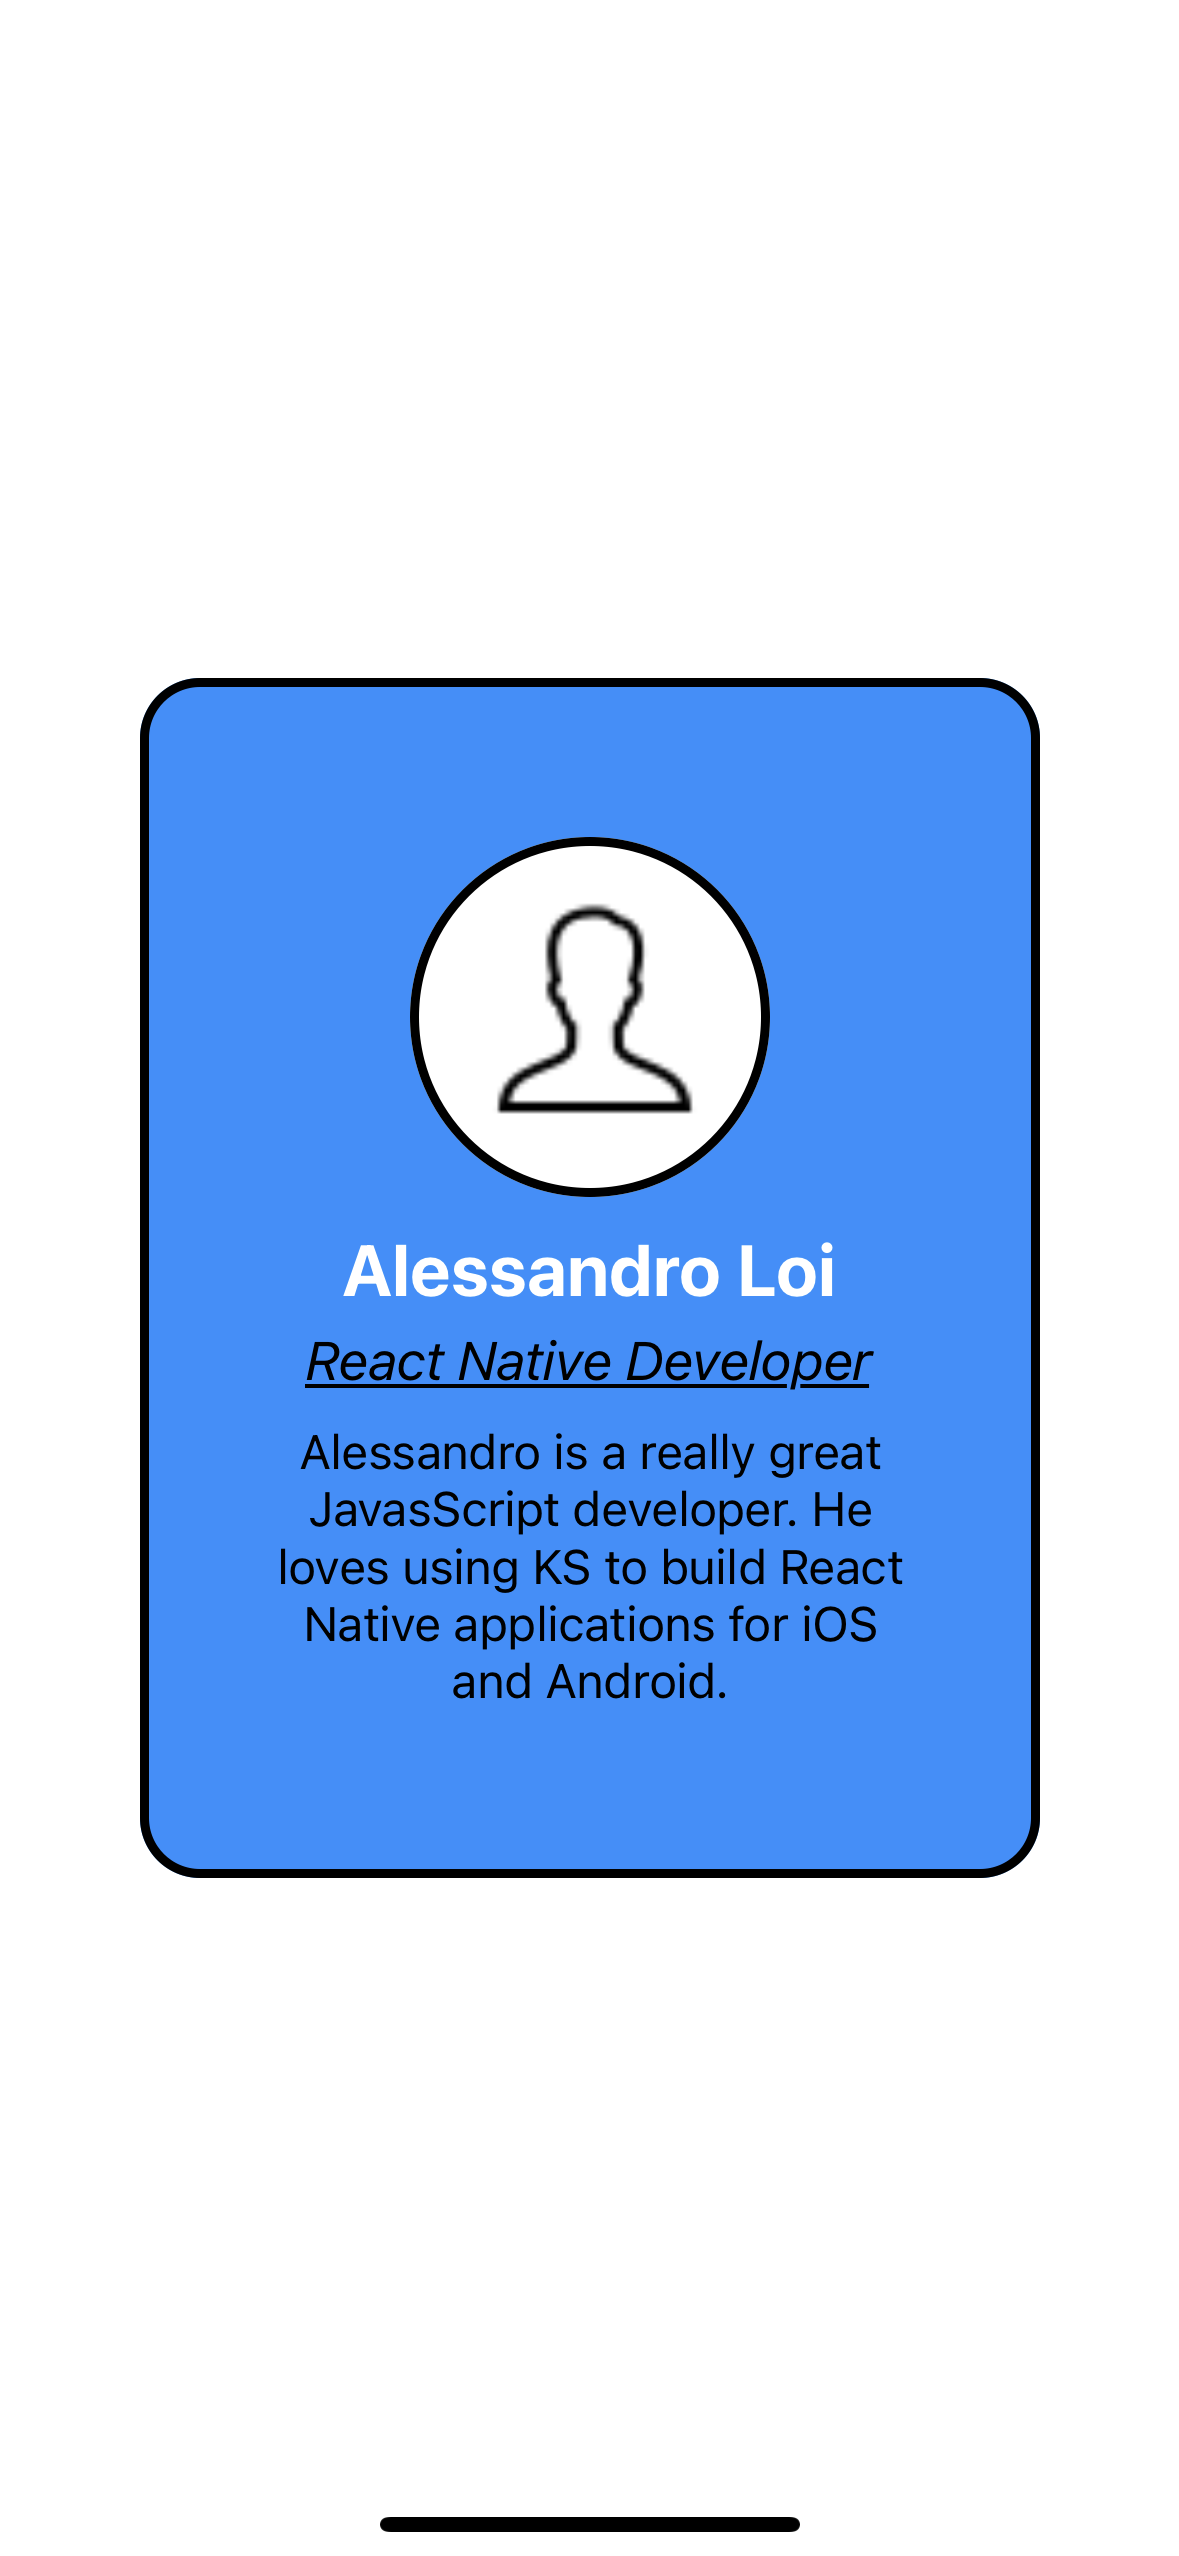 Alessandro Loi
React Native Developer
Alessandro is a really great
JavasScript developer. He
loves using KS to build React
Native applications for iOS
and Android.